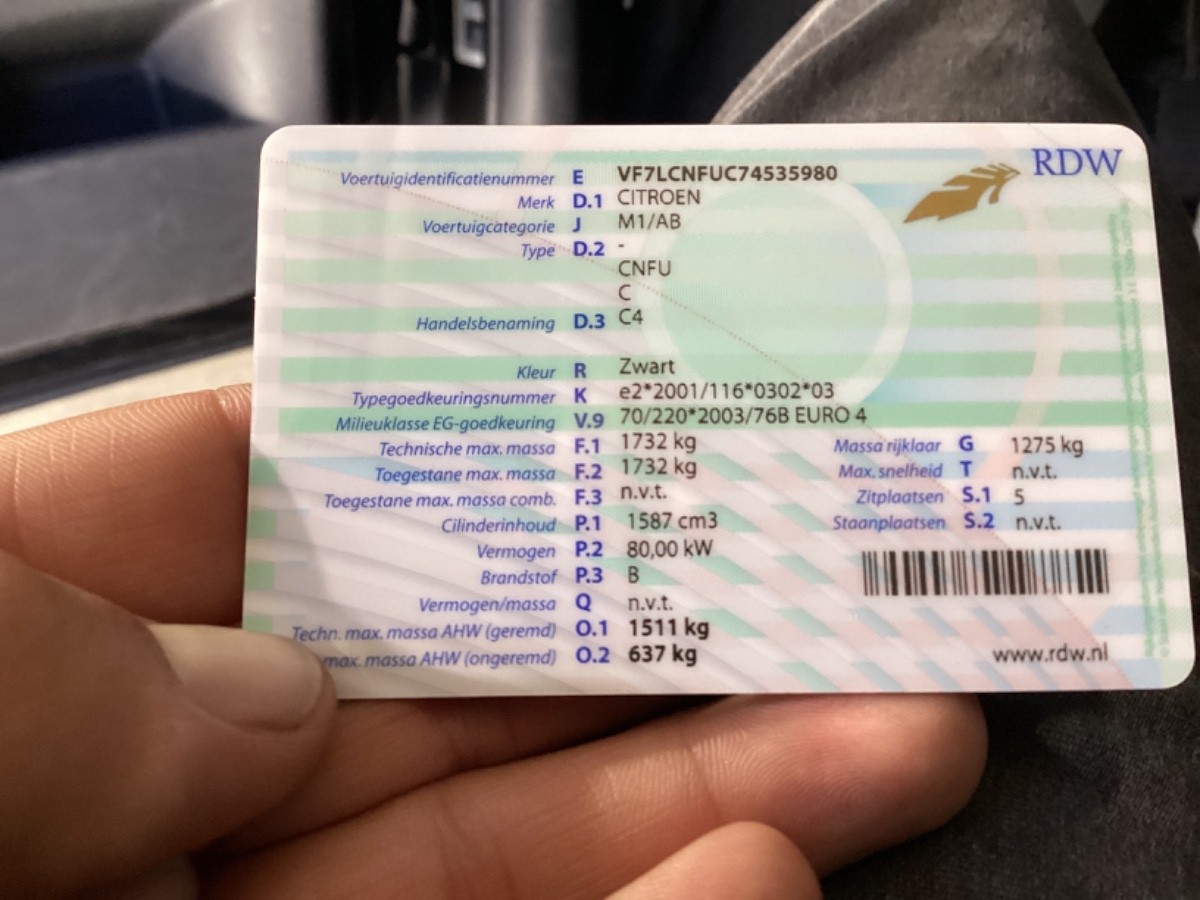 RDW
Voertuigidentificatienummer E VF7LCNFUC74535980
Merk D.1 CITROEN
Voertuigcategorie J M1/AB
Type D.2 -
CNFU
C
Handelsbenaming D.3 C4
Kleur R Zwart
Typegoedkeuringsnummer K e2*2001/116*0302*03
Milieuklasse EG-goedkeuring V.9 70/220*2003/76B EURO 4
Technische max. massa F.1 1732 kg Massa rijklaar G 1275 kg
Toegestane max. massa F.2 1732 kg Max. snelheid T n.v.t.
Toegestane max. massa comb. F.3 n.v.t. Zitplaatsen S.1 5
Cilinderinhoud P.1 1587 cm3 Staanplaatsen S.2 n.v.t.
Vermogen P.2 80,00 kW
Brandstof P.3 B
Vermogen/massa Q n.v.t.
Techn. max. massa AHW (geremd) O.1 1511 kg
max. massa AHW (ongeremd) O.2 637 kg www.rdw.nl